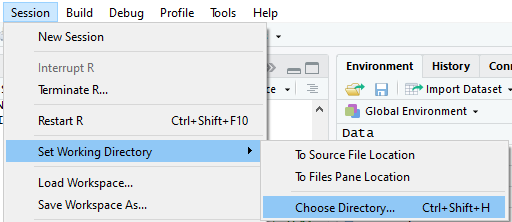 Session Build Debug Profile Tools Help
New Session
Interrupt R
Terminate R...
Restart R Ctrl+Shift+F10
Set Working Directory
Load Workspace...
Save Workspace As...
To Source File Location
To Files Pane Location
Choose Directory... Ctrl+Shift+H
Environment History Conn
Import Dataset
Global Environment
Data